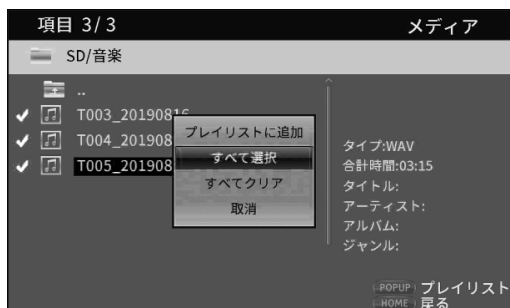 項目 3/3
メディア
SD/音楽
..
T003_20190816
T004_201908
T005_201908
プレイリストに追加
すべて選択
すべてクリア
取消
タイプ:WAV
合計時間:03:15
タイトル:
アーティスト:
アルバム:
ジャンル:
POPUP プレイリスト
HOME 戻る